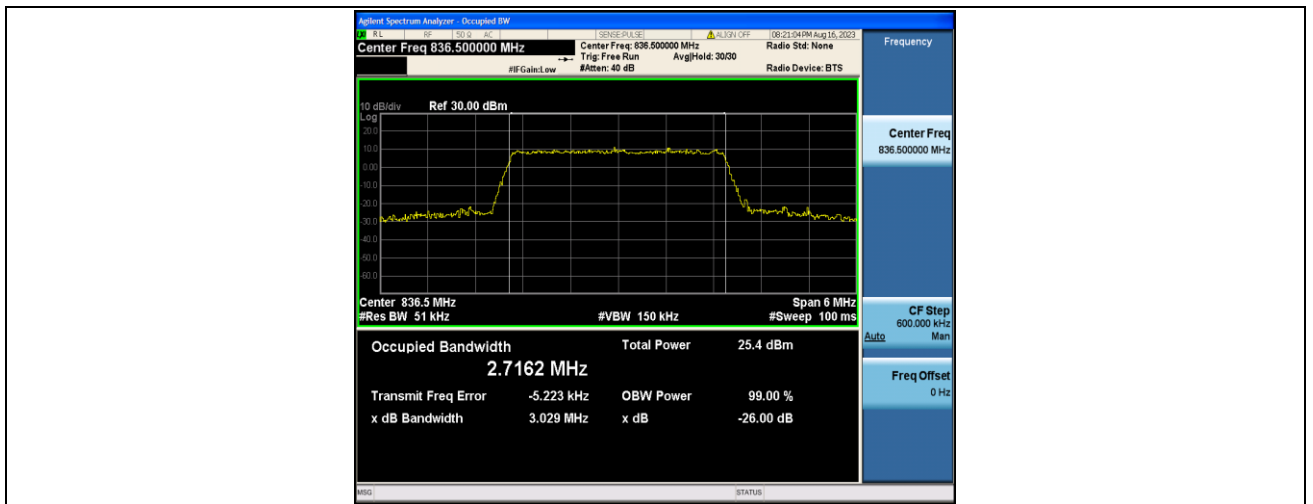 Agilent Spectrum Analyzer - Occupied BW
RL RF 50 Ω AC SENSE:PULSE ALIGN OFF 08:21:04 PM Aug 16, 2023
Center Freq 836.500000 MHz Center Freq: 836.500000 MHz Radio Std: None
Trig: Free Run Avg|Hold: 30/30
#IFGain:Low #Atten: 40 dB Radio Device: BTS
Frequency
10 dB/div Ref 30.00 dBm
Log
20.0
10.0
0.00
-10.0
-20.0
-30.0
-40.0
-50.0
-60.0
Center 836.5 MHz Span 6 MHz
#Res BW 51 kHz #VBW 150 kHz #Sweep 100 ms
Occupied Bandwidth Total Power 25.4 dBm
2.7162 MHz
Transmit Freq Error -5.223 kHz OBW Power 99.00 %
x dB Bandwidth 3.029 MHz x dB -26.00 dB
Center Freq
836.500000 MHz
CF Step
600.000 kHz
Auto Man
Freq Offset
0 Hz
MSG STATUS